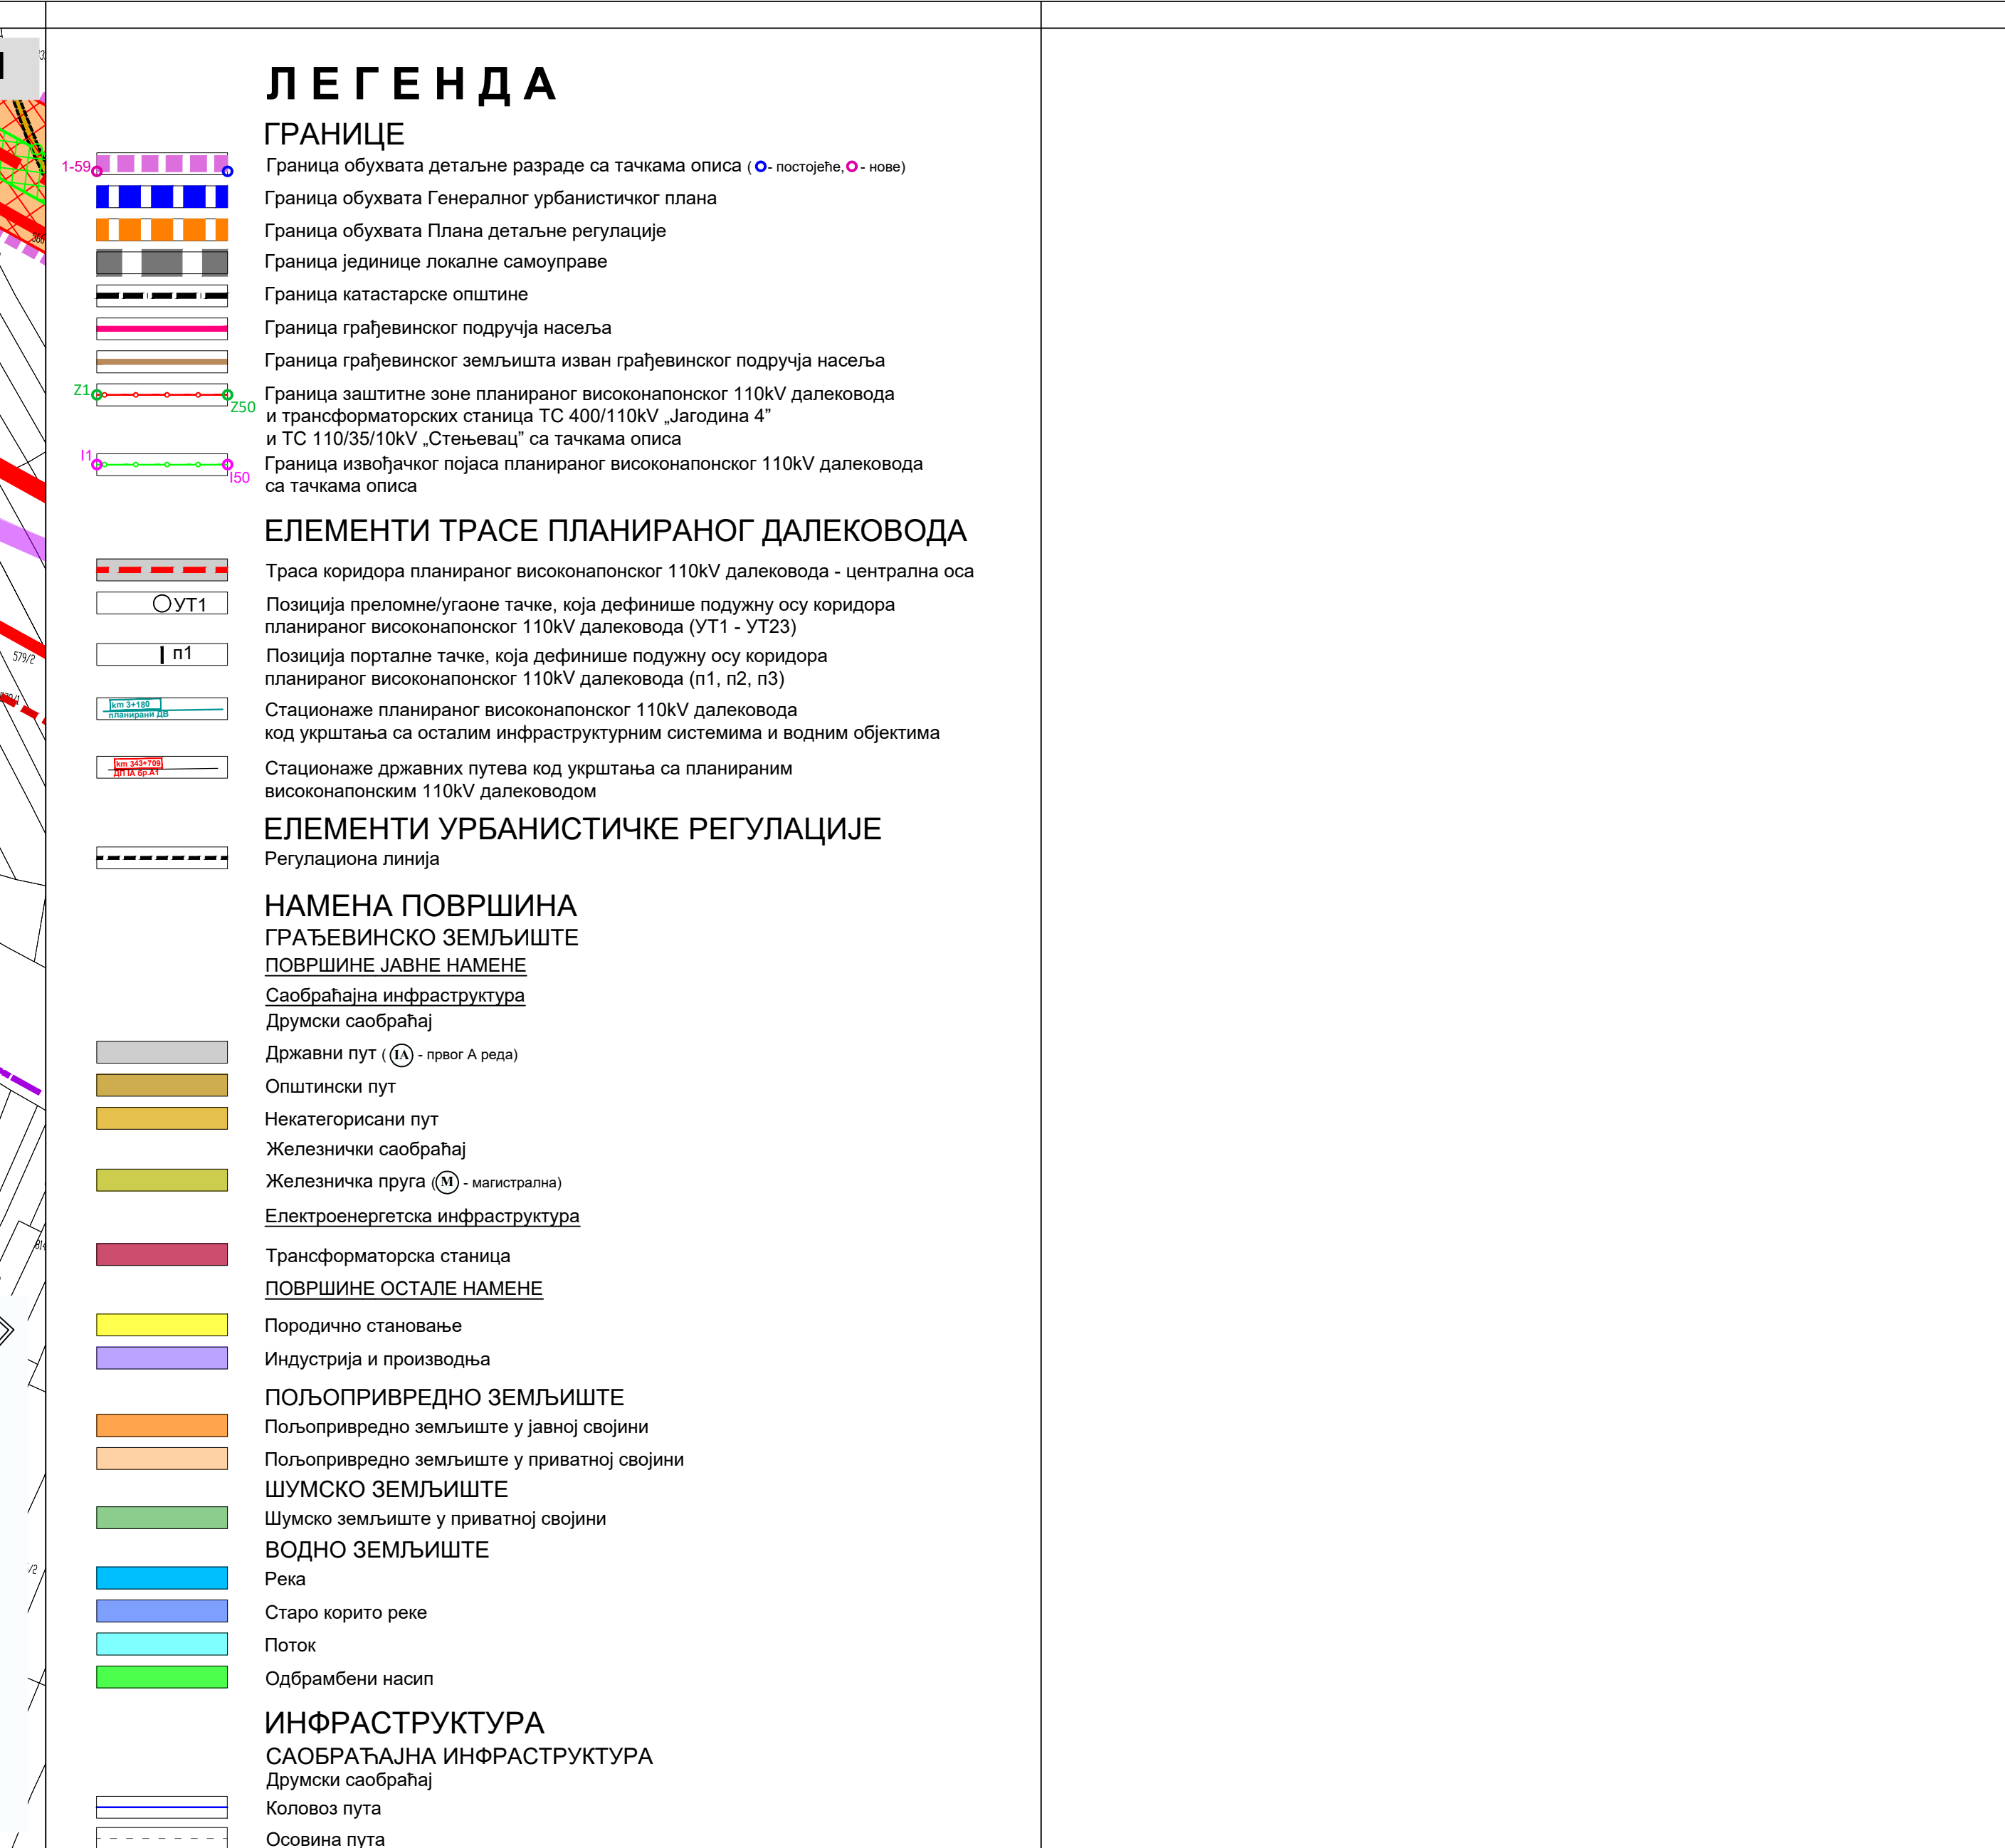 ЛЕГЕНДА
ГРАНИЦЕ
1-59
Граница обухвата детаљне разраде са тачкама описа ( - постојеће, - нове)
Граница обухвата Генералног урбанистичког плана
Граница обухвата Плана детаљне регулације
Граница јединице локалне самоуправе
Граница катастарске општине
Граница грађевинског подручја насеља
Граница грађевинског земљишта изван грађевинског подручја насеља
Z1
Z50
Граница заштитне зоне планираног високонапонског 110kV далековода
и трансформаторских станица ТС 400/110kV „Јагодина 4”
и ТС 110/35/10kV „Стењевац” са тачкама описа
I1
I50
Граница извођачког појаса планираног високонапонског 110kV далековода
са тачкама описа
ЕЛЕМЕНТИ ТРАСЕ ПЛАНИРАНОГ ДАЛЕКОВОДА
Траса коридора планираног високонапонског 110kV далековода - централна оса
УТ1
Позиција преломне/угаоне тачке, која дефинише подужну осу коридора
планираног високонапонског 110kV далековода (УТ1 - УТ23)
п1
Позиција порталне тачке, која дефинише подужну осу коридора
планираног високонапонског 110kV далековода (п1, п2, п3)
km 3+180
планирани ДВ
Стационаже планираног високонапонског 110kV далековода
код укрштања са осталим инфраструктурним системима и водним објектима
km 343+709
ДП IA бр.А1
Стационаже државних путева код укрштања са планираним
високонапонским 110kV далеководом
ЕЛЕМЕНТИ УРБАНИСТИЧКЕ РЕГУЛАЦИЈЕ
Регулациона линија
НАМЕНА ПОВРШИНА
ГРАЂЕВИНСКО ЗЕМЉИШТЕ
ПОВРШИНЕ ЈАВНЕ НАМЕНЕ
Саобраћајна инфраструктура
Друмски саобраћај
Државни пут ( IA - првог А реда)
Општински пут
Некатегорисани пут
Железнички саобраћај
Железничка пруга (M - магистрална)
Електроенергетска инфраструктура
Трансформаторска станица
ПОВРШИНЕ ОСТАЛЕ НАМЕНЕ
Породично становање
Индустрија и производња
ПОЉОПРИВРЕДНО ЗЕМЉИШТЕ
Пољопривредно земљиште у јавној својини
Пољопривредно земљиште у приватној својини
ШУМСКО ЗЕМЉИШТЕ
Шумско земљиште у приватној својини
ВОДНО ЗЕМЉИШТЕ
Река
Старо корито реке
Поток
Одбрамбени насип
ИНФРАСТРУКТУРА
САОБРАЋАЈНА ИНФРАСТРУКТУРА
Друмски саобраћај
Коловоз пута
Осовина пута
579/2